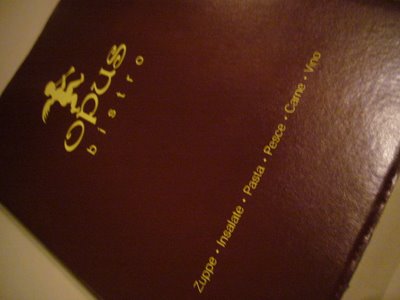 opus
bistro
Zuppe • Insalate • Pasta • Pesce • Carne • Vino